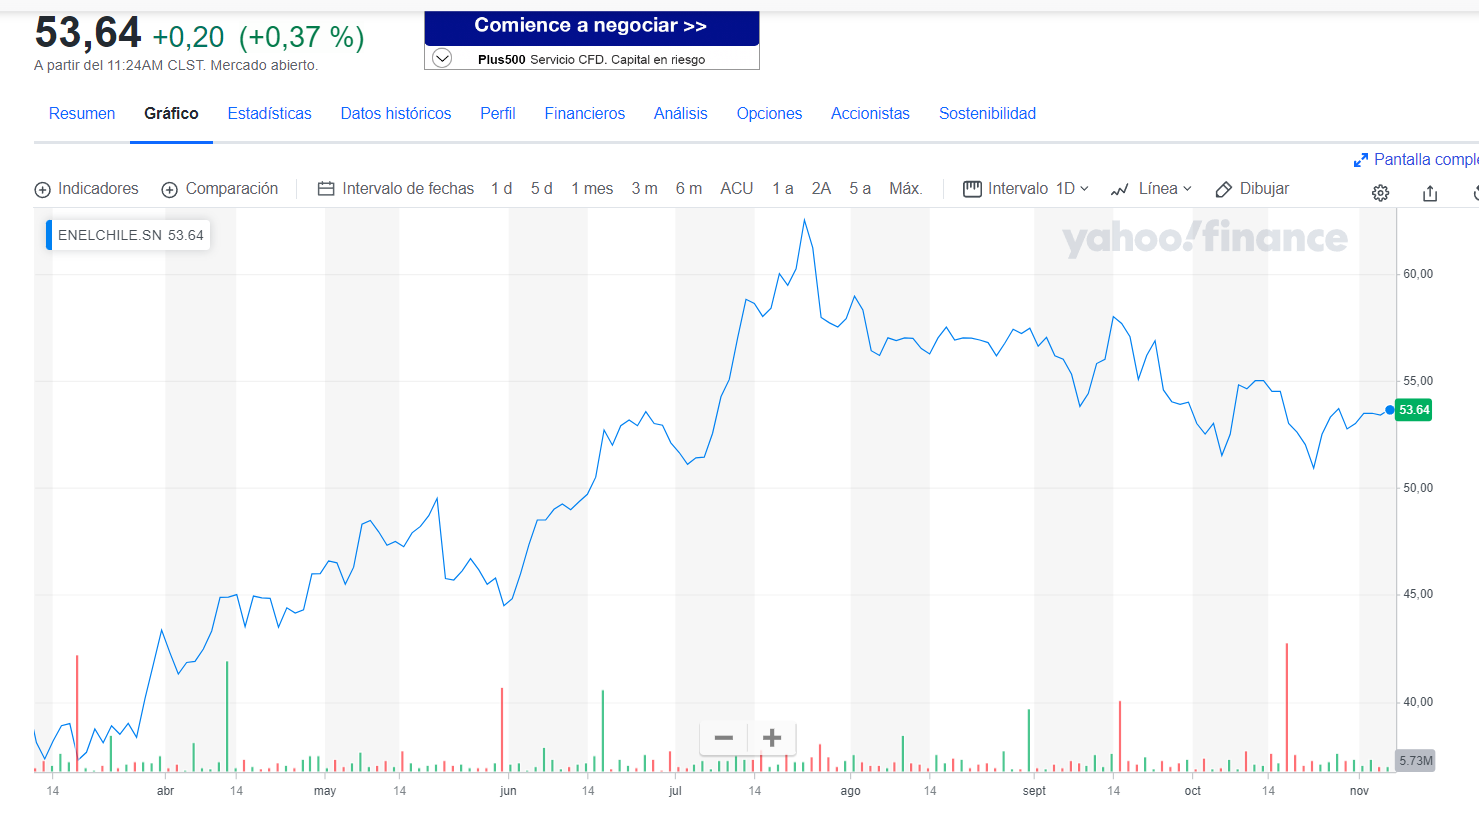 53,64 +0,20 (+0,37 %)
A partir del 11:24AM CLST. Mercado abierto.
Comience a negociar >>
Plus500 Servicio CFD. Capital en riesgo
Resumen Gráfico Estadísticas Datos históricos Perfil Financieros Análisis Opciones Accionistas Sostenibilidad
Pantalla comple
Indicadores Comparación Intervalo de fechas 1 d 5 d 1 mes 3 m 6 m ACU 1 a 2A 5 a Máx. Intervalo 1D Línea Dibujar
ENELCHILE.SN 53.64
yahoo!finance
60,00
55,00
53.64
50,00
45,00
40,00
5.73M
14 abr 14 may 14 jun 14 jul 14 ago 14 sept 14 oct 14 nov